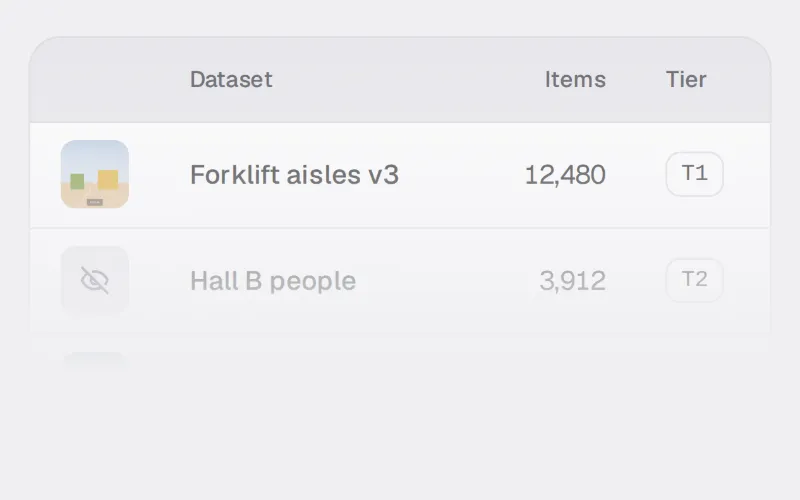 Dataset Items Tier
Forklift aisles v3 12,480 T1
Hall B people 3,912 T2